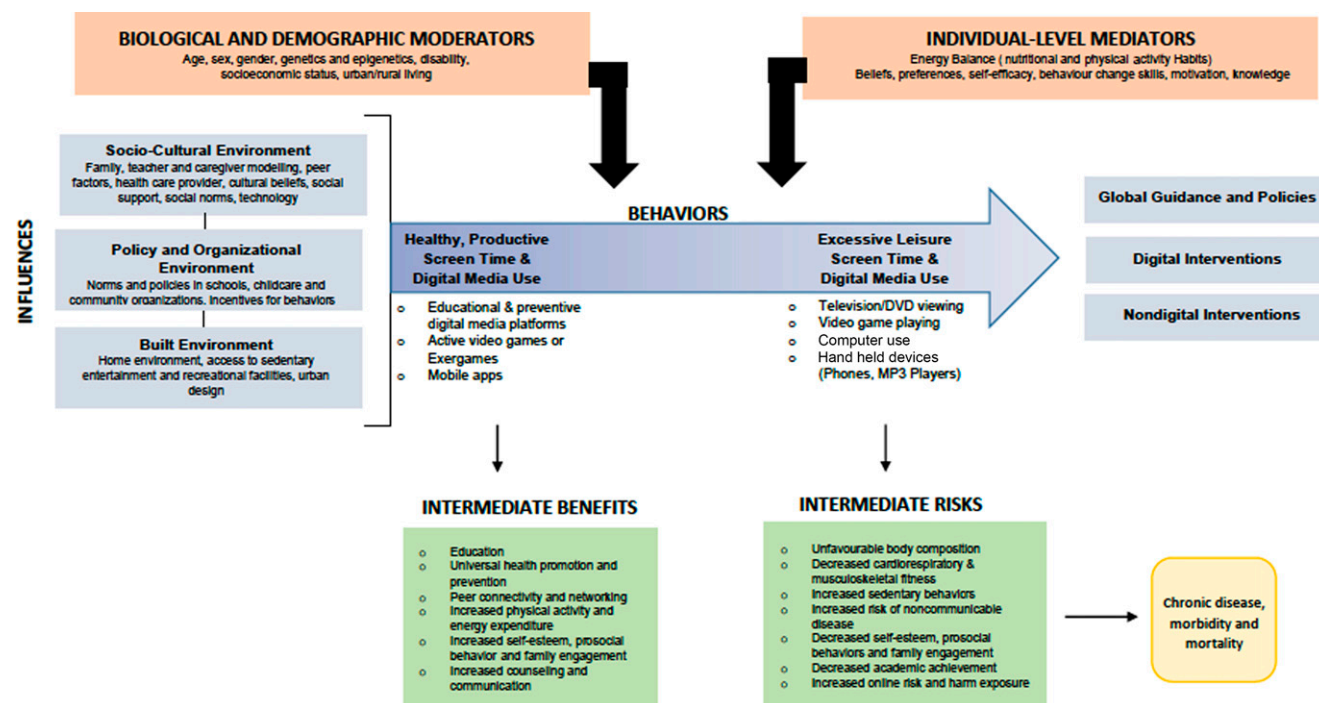 BIOLOGICAL AND DEMOGRAPHIC MODERATORS
Age, sex, gender, genetics and epigenetics, disability,
socioeconomic status, urban/rural living
INDIVIDUAL-LEVEL MEDIATORS
Energy Balance ( nutritional and physical activity Habits)
Beliefs, preferences, self-efficacy, behaviour change skills, motivation, knowledge
INFLUENCES
Socio-Cultural Environment
Family, teacher and caregiver modelling, peer
factors, health care provider, cultural beliefs, social
support, social norms, technology
Policy and Organizational
Environment
Norms and policies in schools, childcare and
community organizations. Incentives for behaviors
Built Environment
Home environment, access to sedentary
entertainment and recreational facilities, urban
design
BEHAVIORS
Healthy, Productive
Screen Time &
Digital Media Use
o Educational & preventive
digital media platforms
o Active video games or
Exergames
o Mobile apps
Excessive Leisure
Screen Time &
Digital Media Use
o Television/DVD viewing
o Video game playing
o Computer use
o Hand held devices
(Phones, MP3 Players)
Global Guidance and Policies
Digital Interventions
Nondigital Interventions
INTERMEDIATE BENEFITS
o Education
o Universal health promotion and
prevention
o Peer connectivity and networking
o Increased physical activity and
energy expenditure
o Increased self-esteem, prosocial
behavior and family engagement
o Increased counseling and
communication
INTERMEDIATE RISKS
o Unfavourable body composition
o Decreased cardiorespiratory &
musculoskeletal fitness
o Increased sedentary behaviors
o Increased risk of noncommunicable
disease
o Decreased self-esteem, prosocial
behaviors and family engagement
o Decreased academic achievement
o Increased online risk and harm exposure
Chronic disease,
morbidity and
mortality